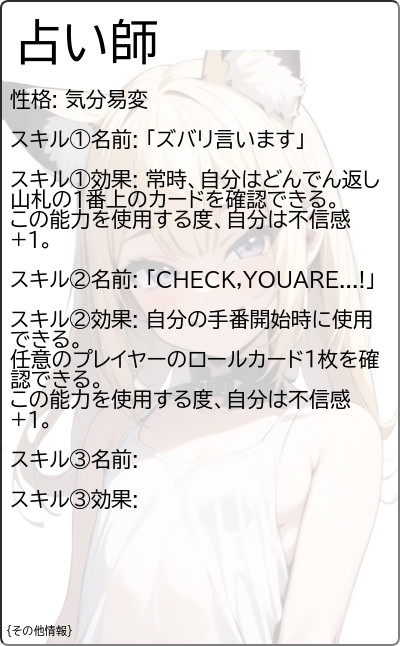 占い師
性格: 気分易変
スキル①名前: 「ズバリ言います」
スキル①効果: 常時、自分はどんでん返し
山札の1番上のカードを確認できる。
この能力を使用する度、自分は不信感
+1。
スキル②名前: 「CHECK,YOUARE...!」
スキル②効果: 自分の手番開始時に使用
できる。
任意のプレイヤーのロールカード1枚を確
認できる。
この能力を使用する度、自分は不信感
+1。
スキル③名前:
スキル③効果:
{その他情報}